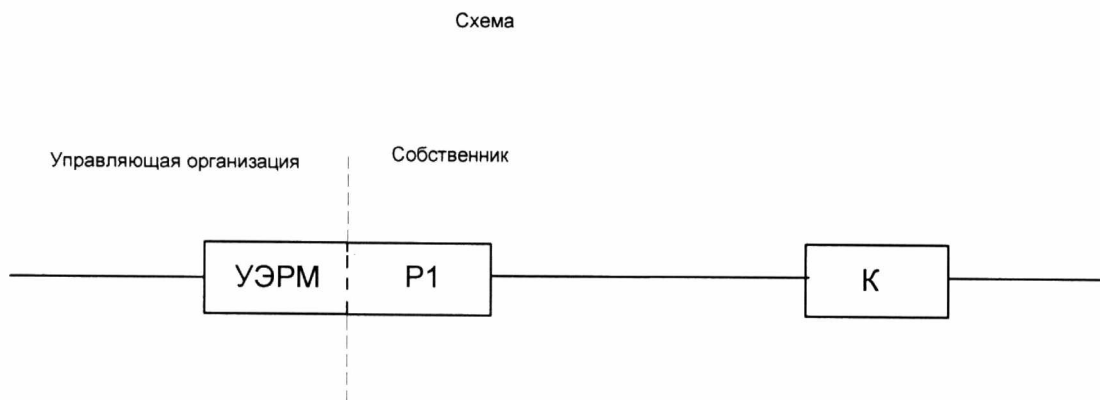 Схема
Управляющая организация
Собственник
УЭРМ
Р1
К